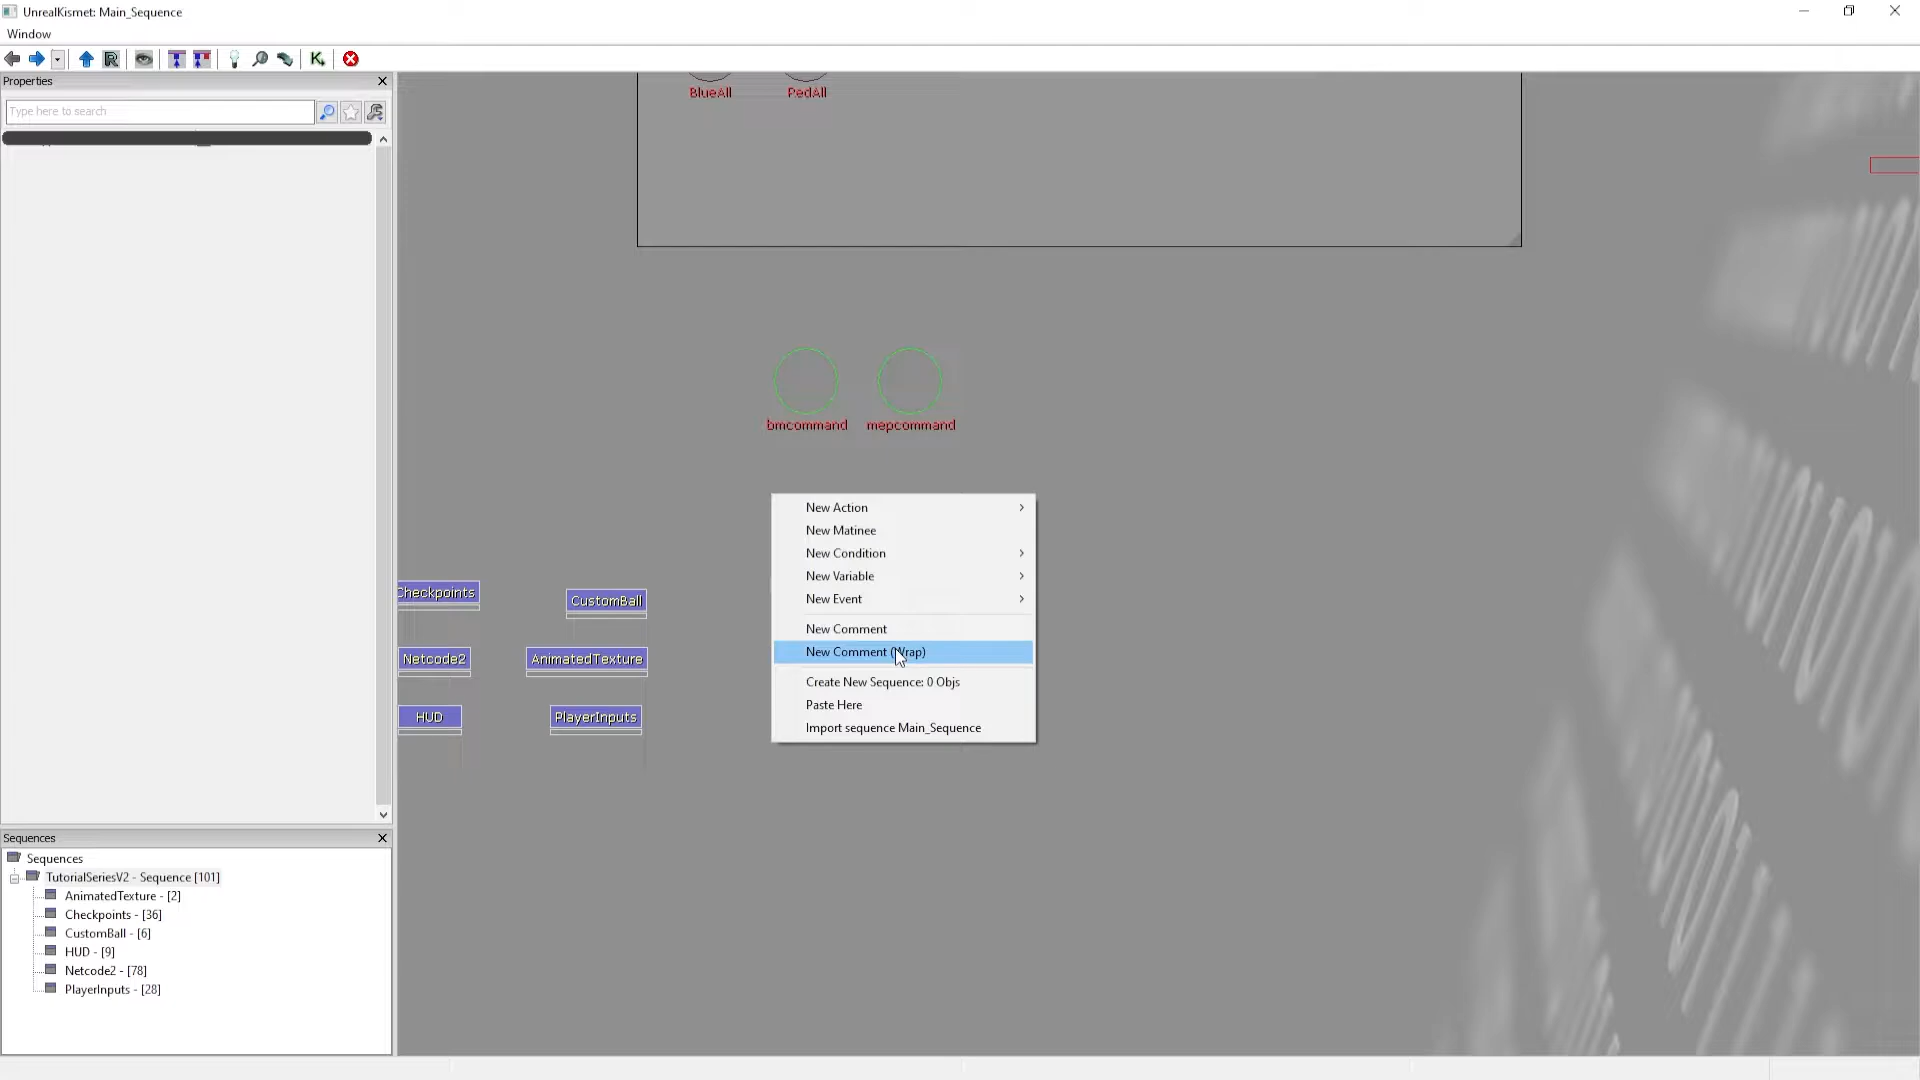 UnrealKismet: Main_Sequence
Window
Properties
Type here to search
BlueAll
bmcommand
mepcommand
New Action
New Matinee
New Condition
New Variable
New Event
New Comment
New Comment (Wrap)
Create New Sequence: 0 Objs
Paste Here
Import sequence Main_Sequence
Checkpoints
CustomBall
Netcode2
AnimatedTexture
HUD
PlayerInputs
Sequences
Sequences
TutorialSeriesV2 - Sequence [101]
AnimatedTexture - [2]
Checkpoints - [36]
CustomBall - [6]
HUD - [9]
Netcode2 - [78]
PlayerInputs - [28]